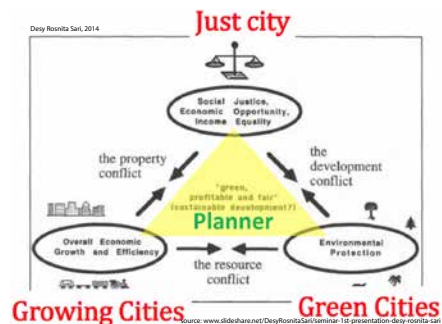 Just city
Desy Rosnita Sari, 2014
Social Justice,
Economic Opportunity,
Income Equality
the property
conflict
the
development
conflict
"green,
profitable and fair"
(sustainable development?)
Planner
Overall Economic
Growth and Efficiency
Environmental
Protection
the resource
conflict
Growing Cities
Green Cities
source: www.slideshare.net/DesyRosnitaSari/seminar-1st-presentation-desy-rosnita-sari